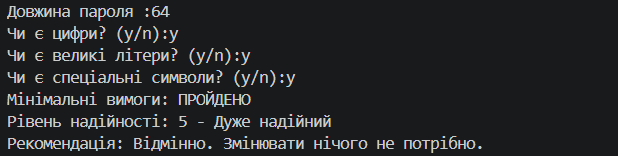 Довжина пароля :64
Чи є цифри? (y/n):y
Чи є великі літери? (y/n):y
Чи є спеціальні символи? (y/n):y
Мінімальні вимоги: ПРОЙДЕНО
Рівень надійності: 5 - Дуже надійний
Рекомендація: Відмінно. Змінювати нічого не потрібно.